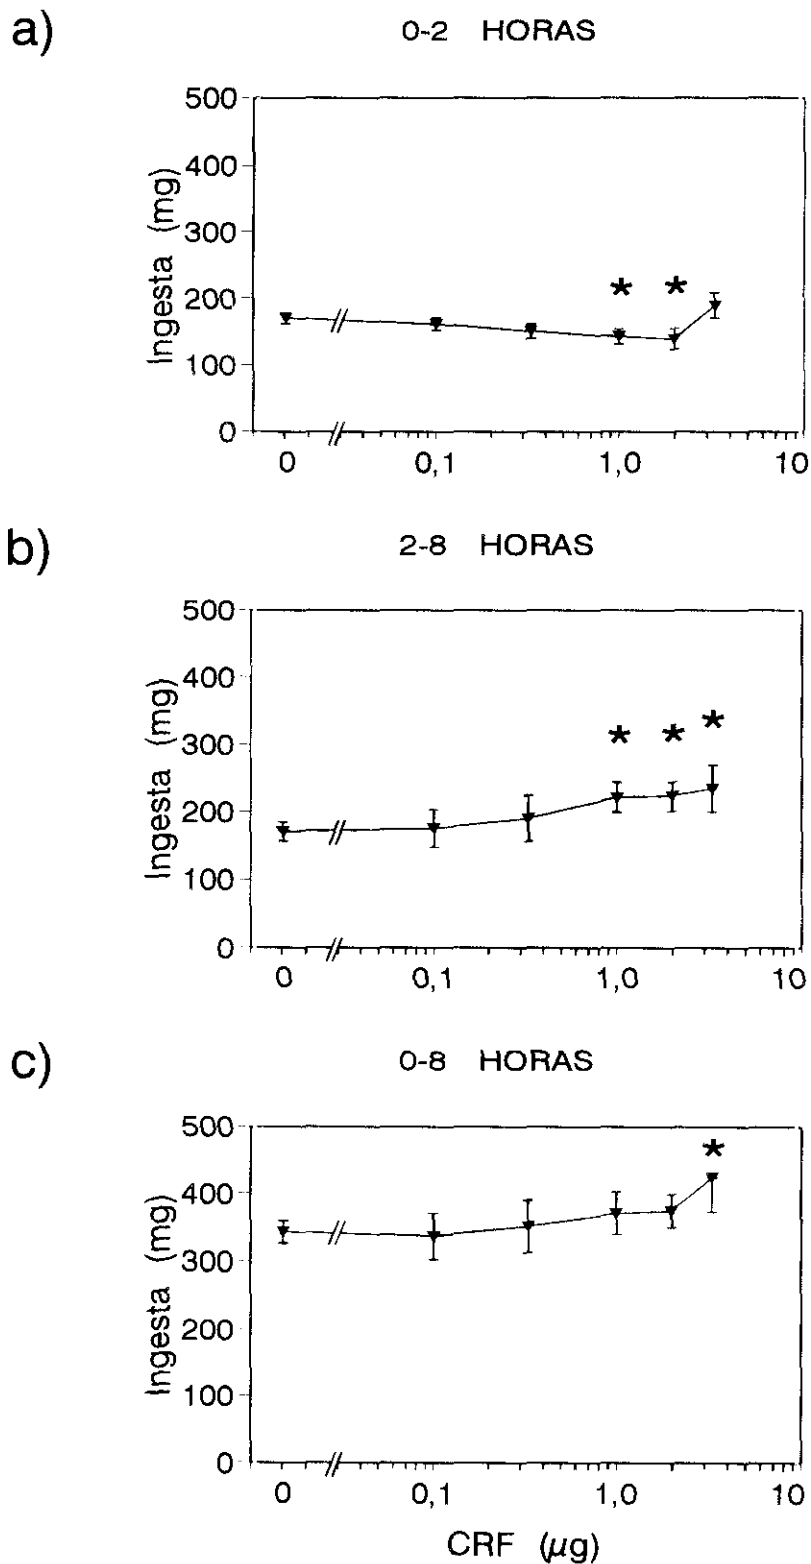 a)
0-2 HORAS
500
400
300
200
100
0
Ingesta (mg)
* *
0 0,1 1,0 10
b)
2-8 HORAS
500
400
300
200
100
0
Ingesta (mg)
* * *
0 0,1 1,0 10
c)
0-8 HORAS
500
400
300
200
100
0
Ingesta (mg)
*
0 0,1 1,0 10
CRF (μg)